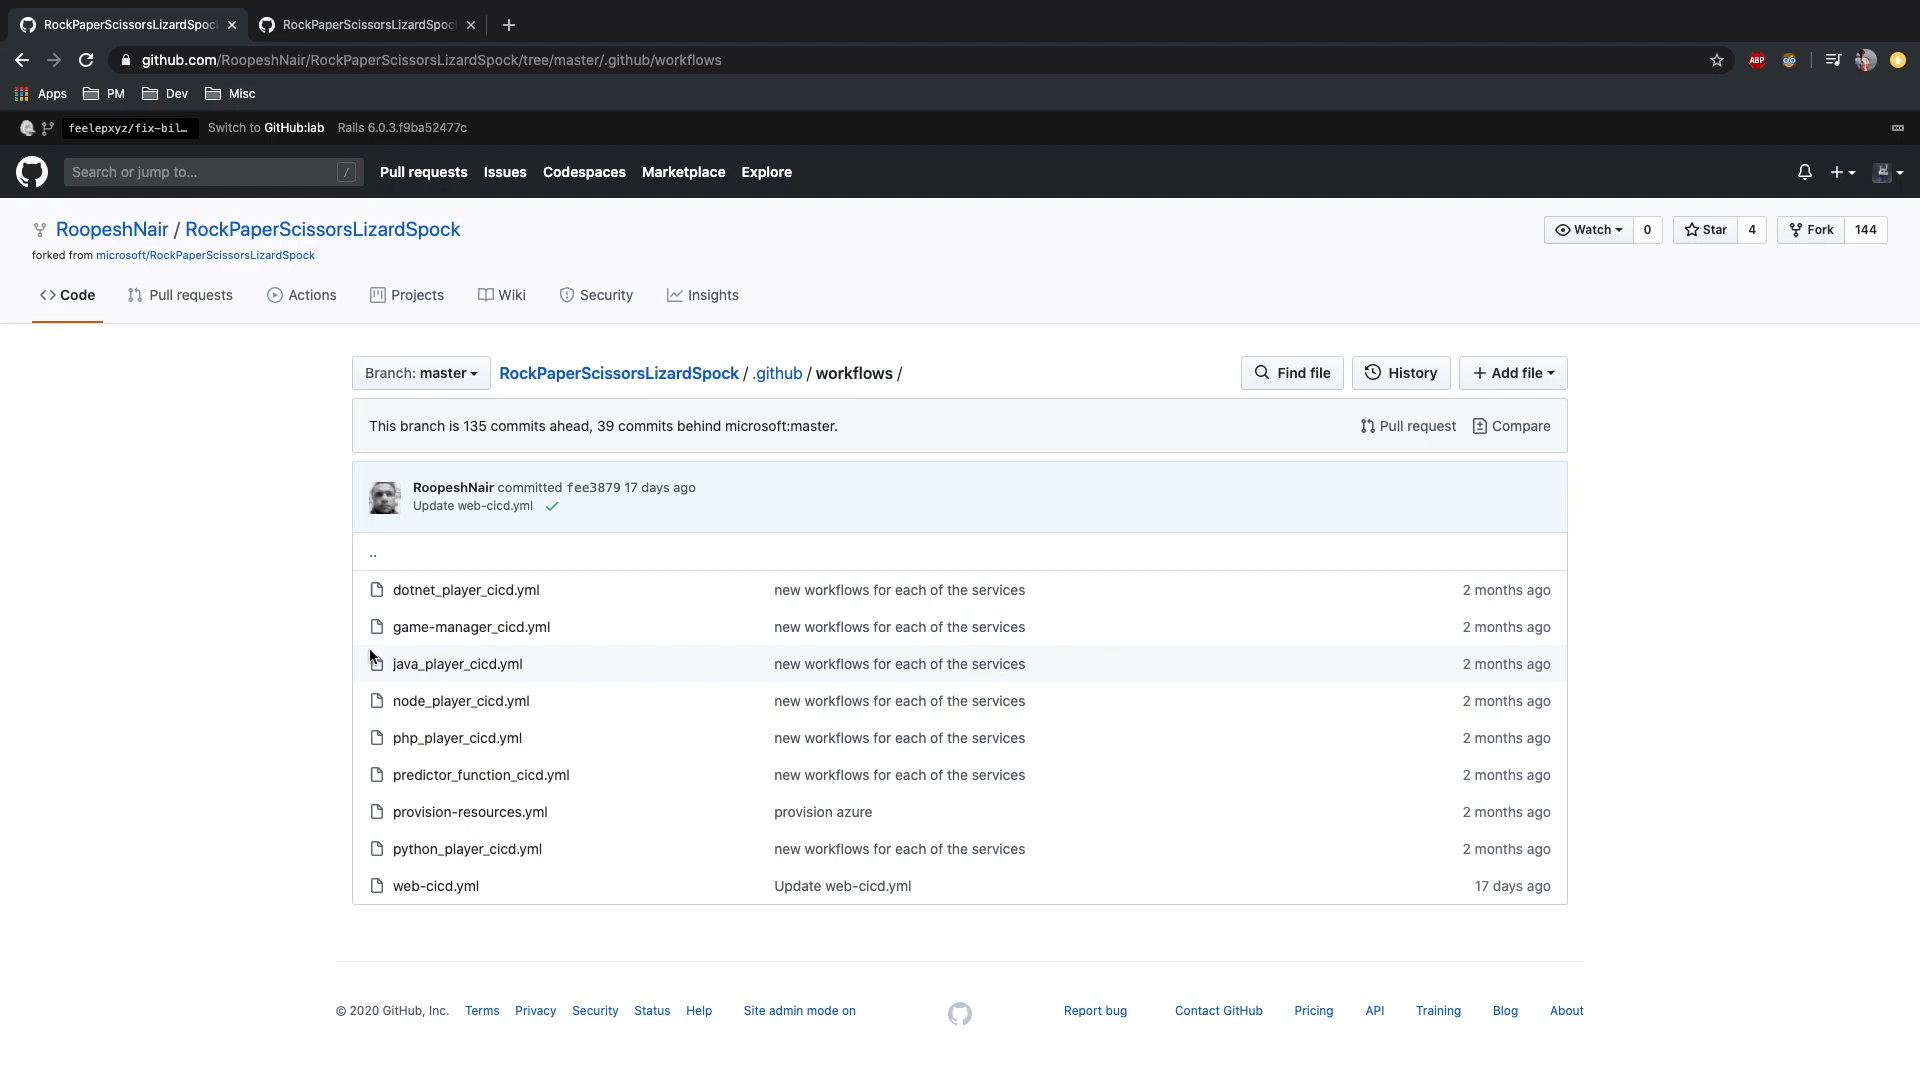 RockPaperScissorsLizardSpoc
RockPaperScissorsLizardSpoc
github.com/RoopeshNair/RockPaperScissorsLizardSpock/tree/master/.github/workflows
ABP
Apps PM Dev Misc
feelepxyz/fix-bil… Switch to GitHub:lab Rails 6.0.3.f9ba52477c
Search or jump to... / Pull requests Issues Codespaces Marketplace Explore
RoopeshNair / RockPaperScissorsLizardSpock
Watch 0 Star 4 Fork 144
forked from microsoft/RockPaperScissorsLizardSpock
Code Pull requests Actions Projects Wiki Security Insights
Branch: master RockPaperScissorsLizardSpock / .github / workflows / Find file History Add file
This branch is 135 commits ahead, 39 commits behind microsoft:master. Pull request Compare
RoopeshNair committed fee3879 17 days ago
Update web-cicd.yml
..
dotnet_player_cicd.yml new workflows for each of the services 2 months ago
game-manager_cicd.yml new workflows for each of the services 2 months ago
java_player_cicd.yml new workflows for each of the services 2 months ago
node_player_cicd.yml new workflows for each of the services 2 months ago
php_player_cicd.yml new workflows for each of the services 2 months ago
predictor_function_cicd.yml new workflows for each of the services 2 months ago
provision-resources.yml provision azure 2 months ago
python_player_cicd.yml new workflows for each of the services 2 months ago
web-cicd.yml Update web-cicd.yml 17 days ago
© 2020 GitHub, Inc. Terms Privacy Security Status Help Site admin mode on Report bug Contact GitHub Pricing API Training Blog About